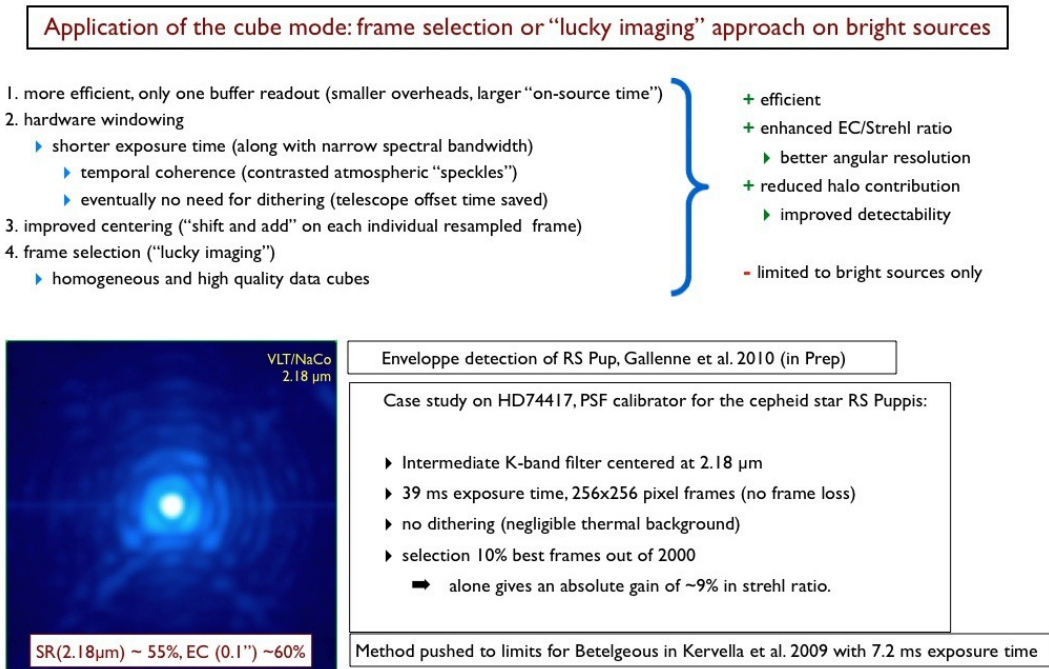 Application of the cube mode: frame selection or “lucky imaging” approach on bright sources
1. more efficient, only one buffer readout (smaller overheads, larger “on-source time”)
2. hardware windowing
shorter exposure time (along with narrow spectral bandwidth)
temporal coherence (contrasted atmospheric “speckles”)
eventually no need for dithering (telescope offset time saved)
3. improved centering (“shift and add” on each individual resampled frame)
4. frame selection (“lucky imaging”)
homogeneous and high quality data cubes
+ efficient
+ enhanced EC/Strehl ratio
better angular resolution
+ reduced halo contribution
improved detectability
- limited to bright sources only
VLT/NaCo
2.18 µm
SR(2.18µm) ~ 55%, EC (0.1”) ~60%
Enveloppe detection of RS Pup, Gallenne et al. 2010 (in Prep)
Case study on HD74417, PSF calibrator for the cepheid star RS Puppis:
Intermediate K-band filter centered at 2.18 µm
39 ms exposure time, 256x256 pixel frames (no frame loss)
no dithering (negligible thermal background)
selection 10% best frames out of 2000
➡ alone gives an absolute gain of ~9% in strehl ratio.
Method pushed to limits for Betelgeous in Kervella et al. 2009 with 7.2 ms exposure time